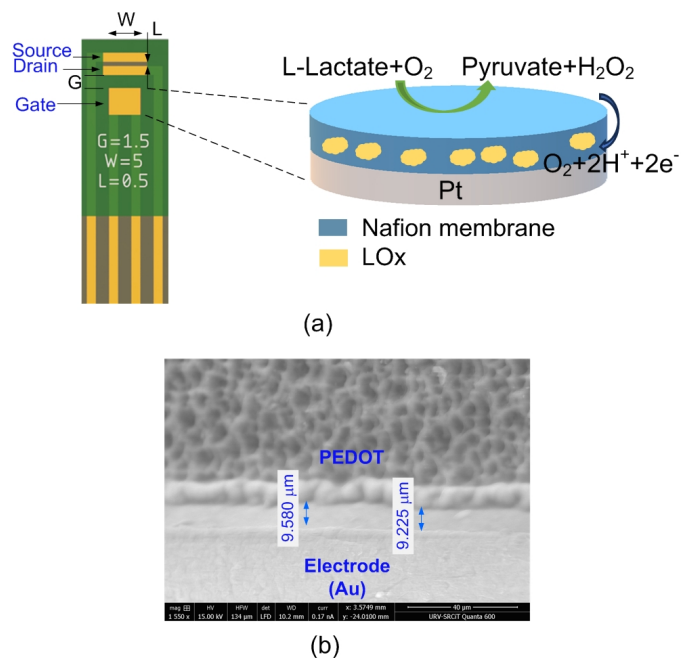 W
L
Source
Drain
G
Gate
G=1.5
W=5
L=0.5
L-Lactate+O₂ Pyruvate+H₂O₂
O₂+2H⁺+2e⁻
Pt
Nafion membrane
LOx
(a)
PEDOT
9.580 µm
9.225 µm
Electrode
(Au)
mag HV HFW det WD curr x: 3.5749 mm 40 µm
1 550 x 15.00 kV 134 µm LFD 10.2 mm 0.17 nA y: -24.0100 mm URV-SRCiT Quanta 600
(b)